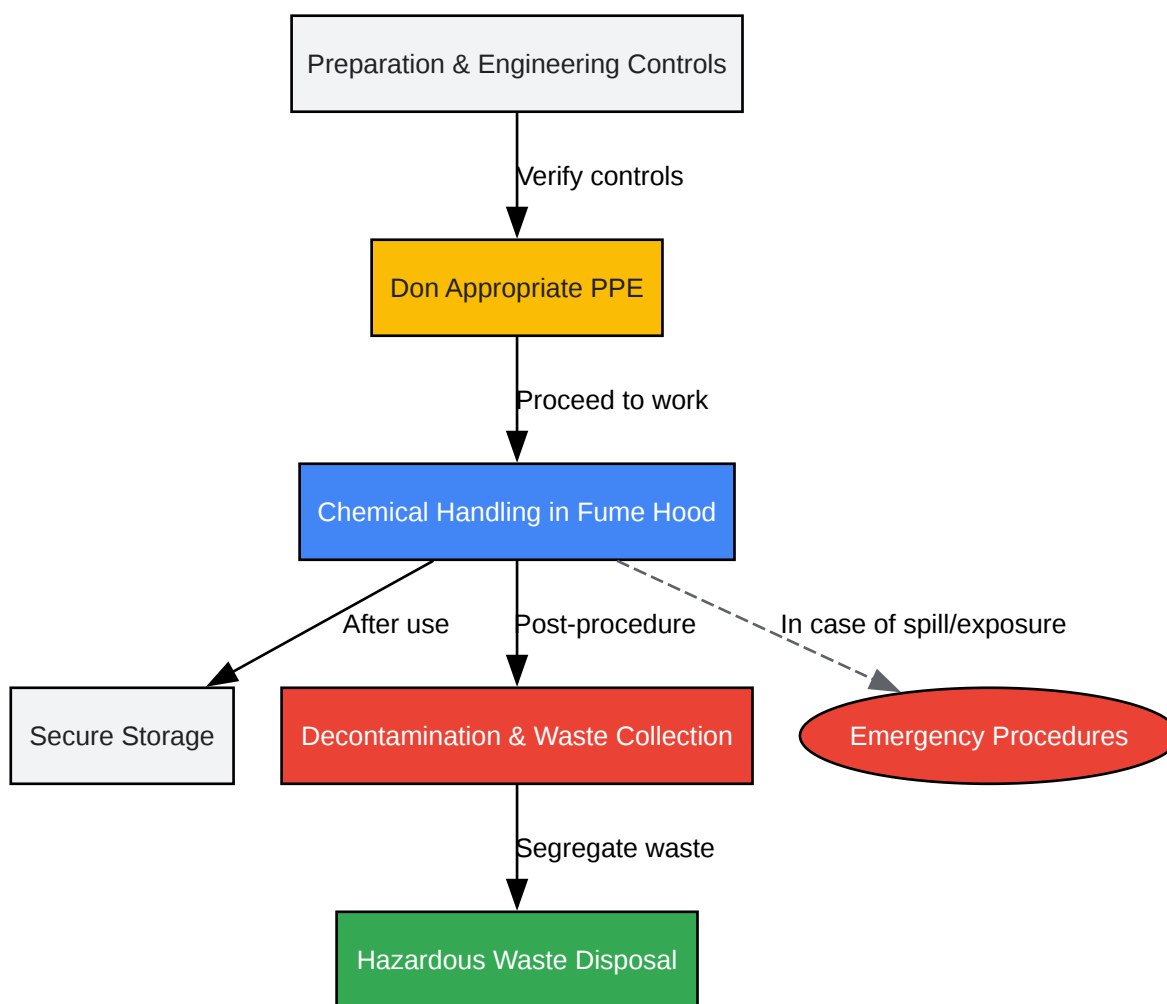 Preparation & Engineering Controls
Verify controls
Don Appropriate PPE
Proceed to work
Chemical Handling in Fume Hood
After use
Post-procedure
In case of spill/exposure
Secure Storage
Decontamination & Waste Collection
Emergency Procedures
Segregate waste
Hazardous Waste Disposal